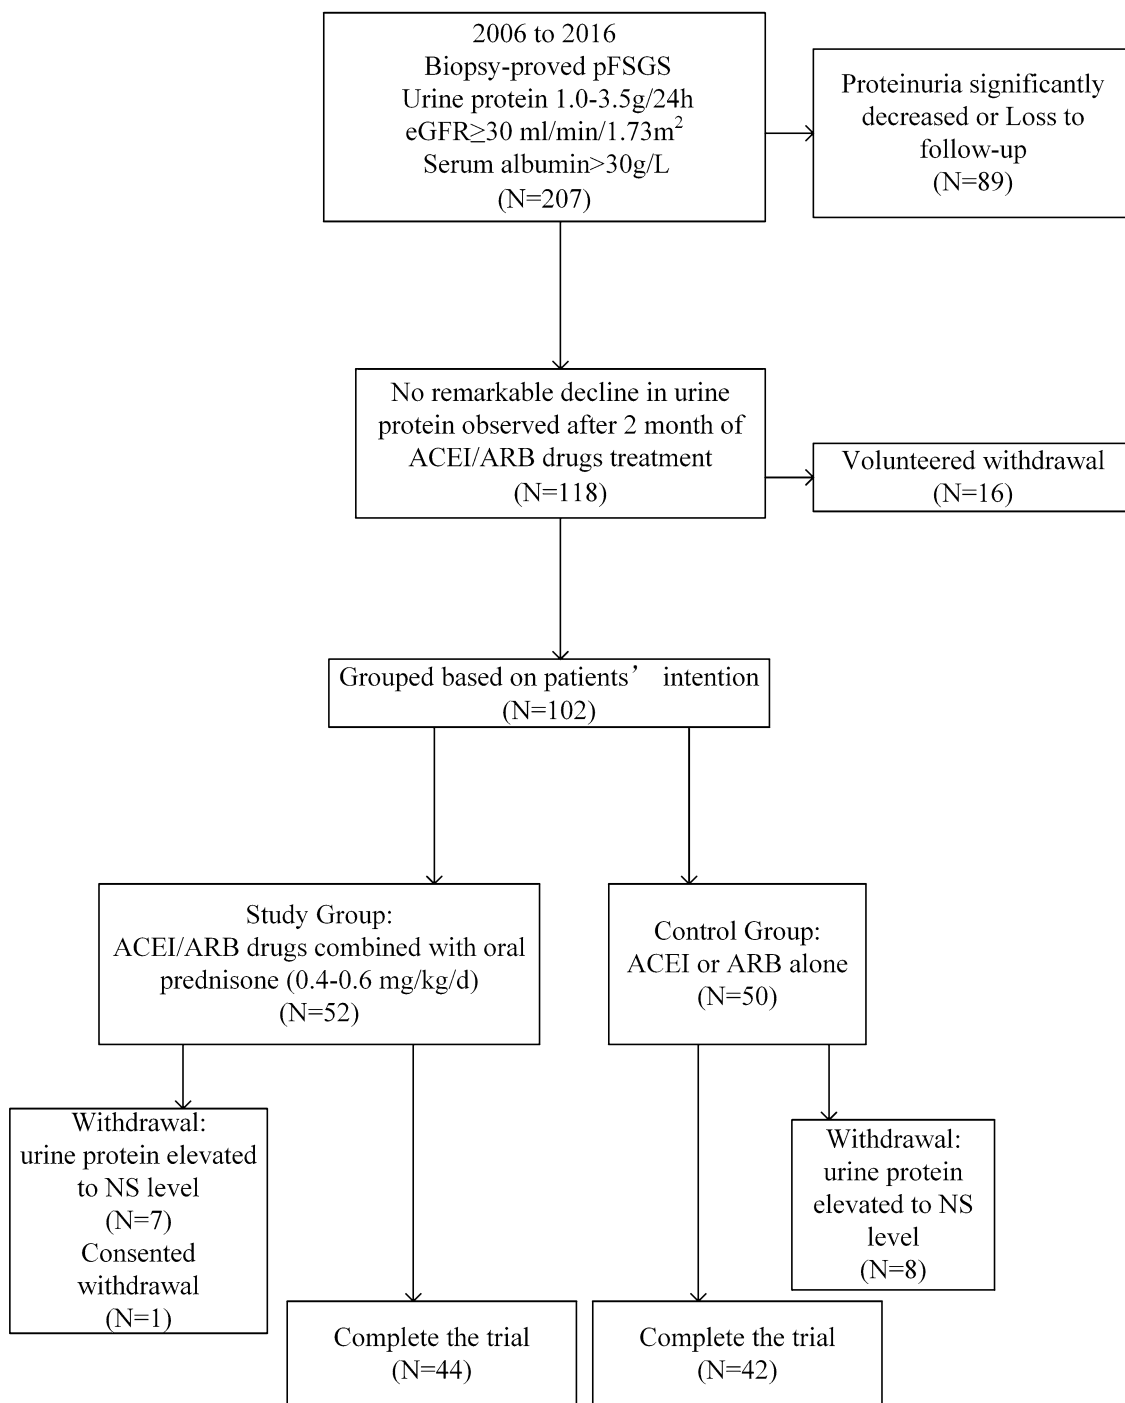 2006 to 2016
Biopsy-proved pFSGS
Urine protein 1.0-3.5g/24h
eGFR≥30 ml/min/1.73m²
Serum albumin>30g/L
(N=207)
Proteinuria significantly
decreased or Loss to
follow-up
(N=89)
No remarkable decline in urine
protein observed after 2 month of
ACEI/ARB drugs treatment
(N=118)
Volunteered withdrawal
(N=16)
Grouped based on patients’ intention
(N=102)
Study Group:
ACEI/ARB drugs combined with oral
prednisone (0.4-0.6 mg/kg/d)
(N=52)
Control Group:
ACEI or ARB alone
(N=50)
Withdrawal:
urine protein elevated
to NS level
(N=7)
Consented
withdrawal
(N=1)
Withdrawal:
urine protein
elevated to NS
level
(N=8)
Complete the trial
(N=44)
Complete the trial
(N=42)